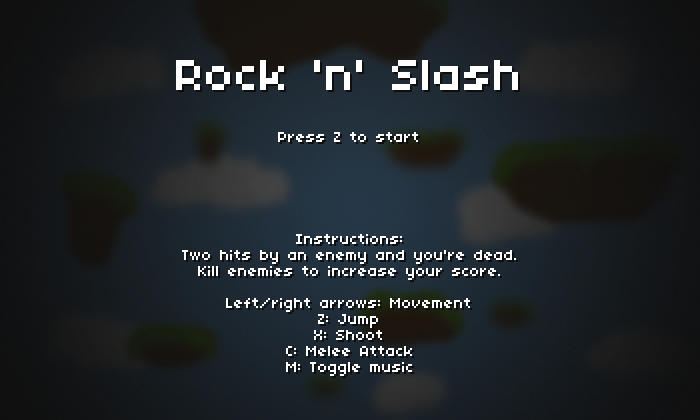 Rock 'n' Slash
Press Z to start
Instructions:
Two hits by an enemy and you're dead.
Kill enemies to increase your score.
Left/right arrows: Movement
Z: Jump
X: Shoot
C: Melee Attack
M: Toggle music